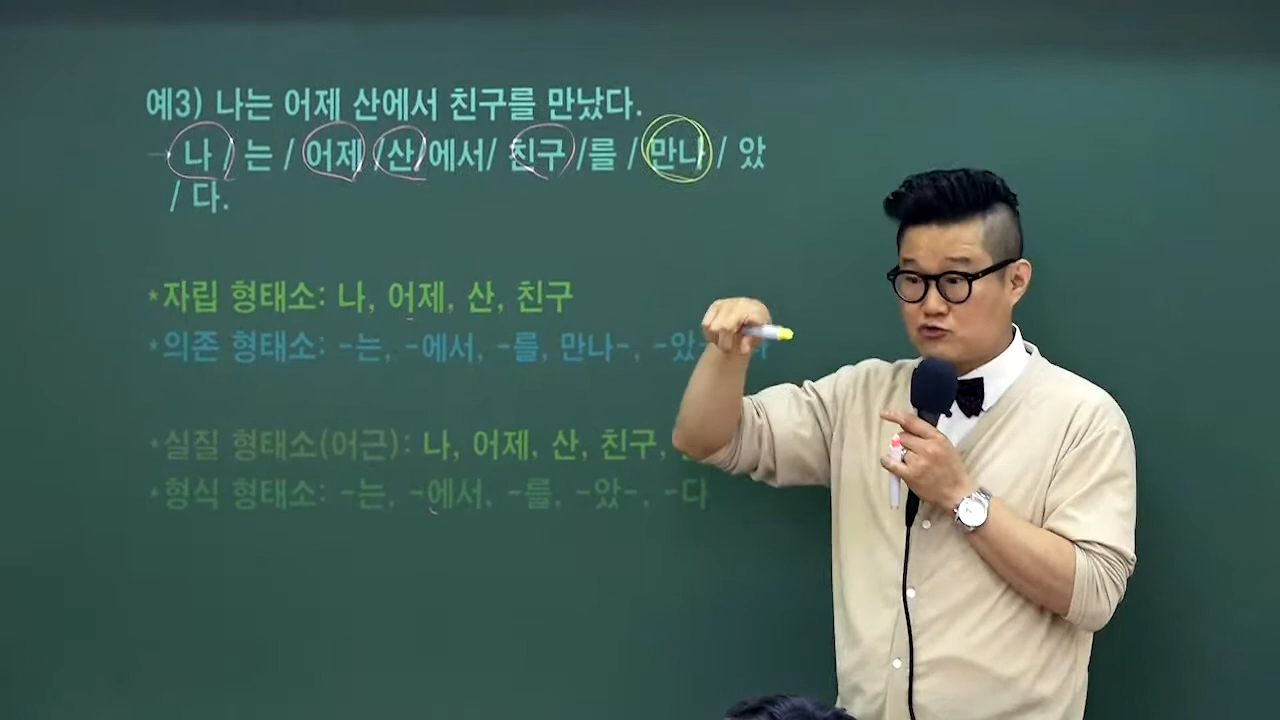 예3) 나는 어제 산에서 친구를 만났다.
→ 나 / 는 / 어제 /산/에서/ 친구 /를 / 만나 / 았
/ 다.
*자립 형태소: 나, 어제, 산, 친구
*의존 형태소: -는, -에서, -를, 만나-, -았-
*실질 형태소(어근): 나, 어제, 산, 친구,
*형식 형태소: -는, -에서, -를, -았-, -다